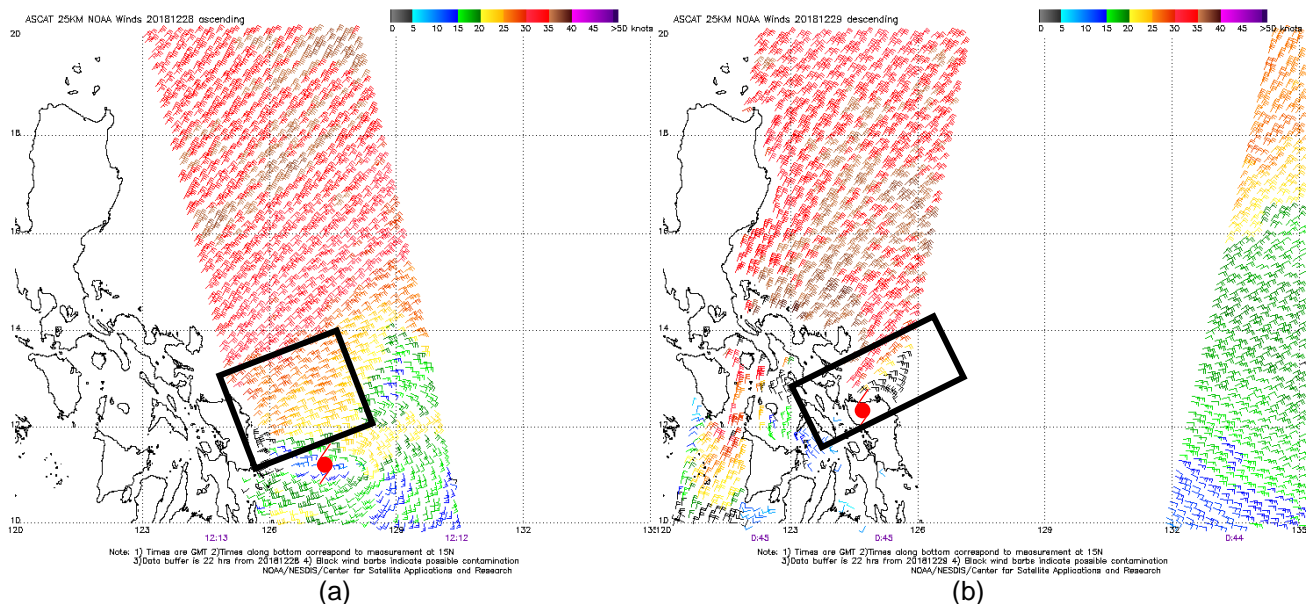 ASCAT 25KM NOAA Winds 20181228 ascending
0 5 10 15 20 25 30 35 40 45 >50 knots
20
18
16
14
12
10
120 123 126 129 132 135
12:13 12:12
Note: 1) Times are GMT 2)Times along bottom correspond to measurement at 15N
3)Data buffer is 22 hrs from 20181228 4) Black wind barbs indicate possible contamination
NOAA/NESDIS/Center for Satellite Applications and Research
(a)
ASCAT 25KM NOAA Winds 20181229 descending
0 5 10 15 20 25 30 35 40 45 >50 knots
20
18
16
14
12
10
120 123 126 129 132 135
0:43 0:43 0:44
Note: 1) Times are GMT 2)Times along bottom correspond to measurement at 15N
3)Data buffer is 22 hrs from 20181229 4) Black wind barbs indicate possible contamination
NOAA/NESDIS/Center for Satellite Applications and Research
(b)